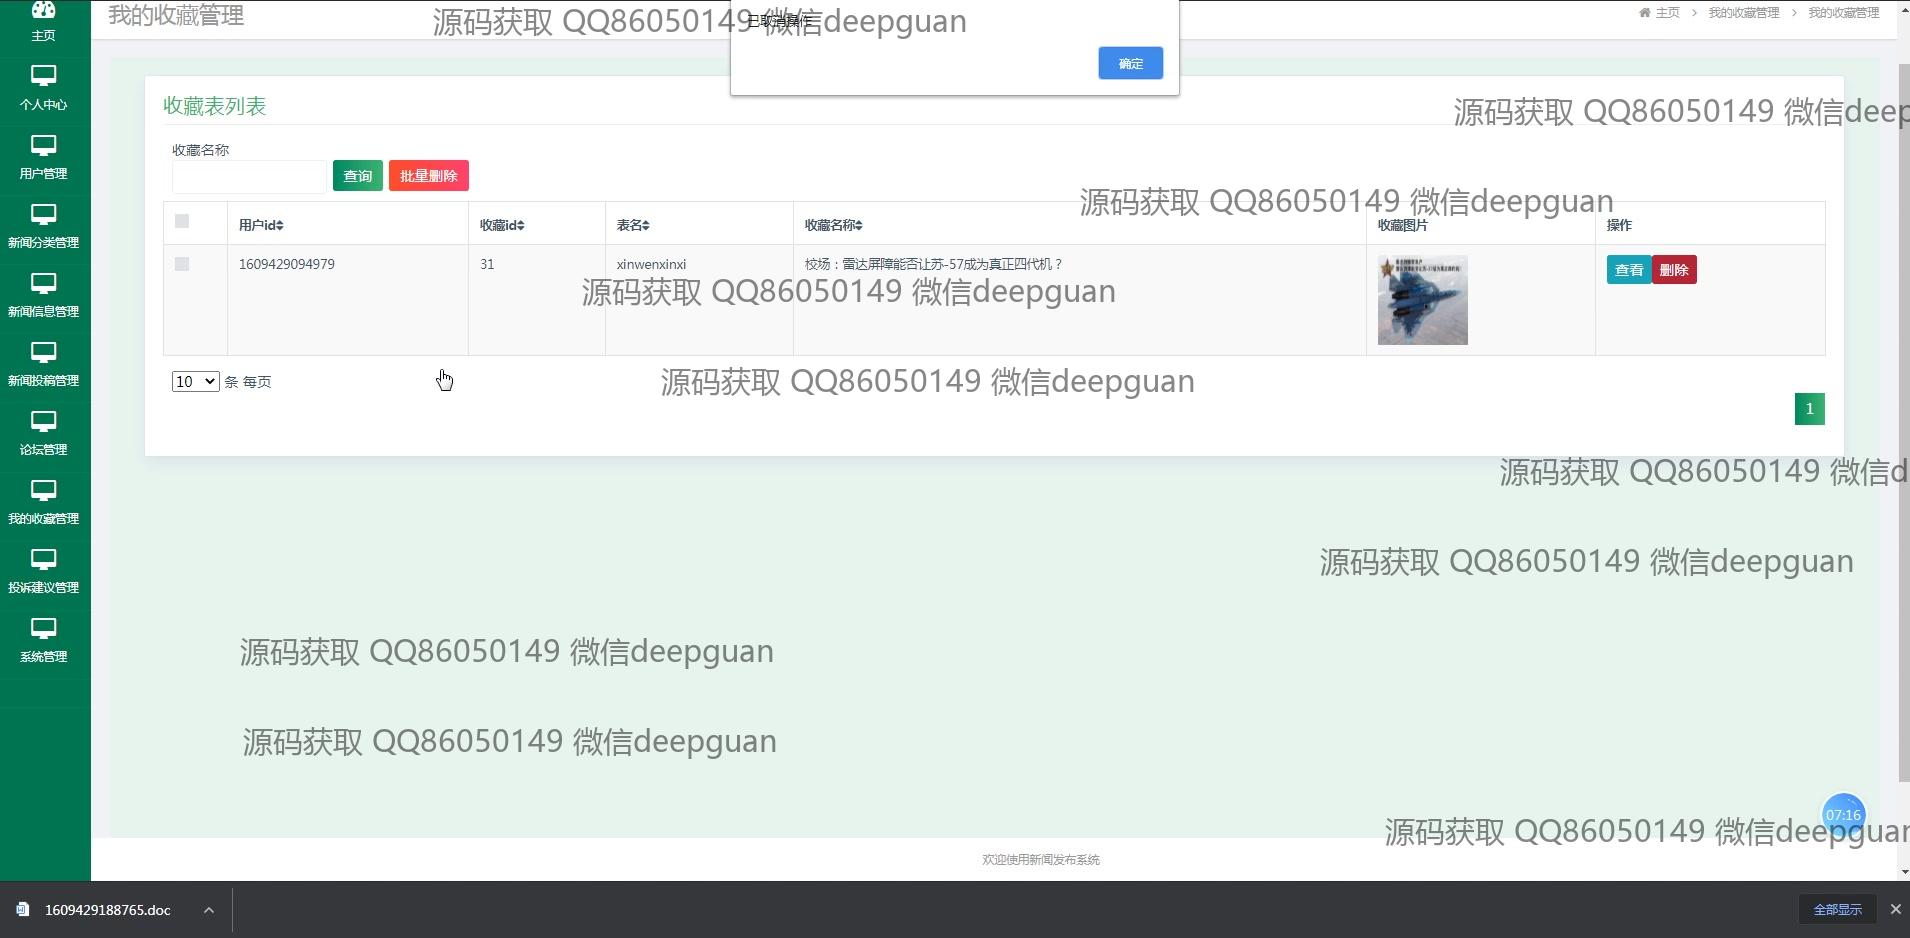 我的收藏管理
源码获取 QQ86050149 微信deepguan
已取消操作
确定
主页 > 我的收藏管理 > 我的收藏管理
主页
个人中心
用户管理
新闻分类管理
新闻信息管理
新闻投稿管理
论坛管理
我的收藏管理
投诉建议管理
系统管理
收藏表列表
源码获取 QQ86050149 微信deep
收藏名称
查询
批量删除
源码获取 QQ86050149 微信deepguan
用户id 收藏id 表名 收藏名称 收藏图片 操作
1609429094979 31 xinwenxinxi 校场：雷达屏障能否让苏-57成为真正四代机？ 查看 删除
源码获取 QQ86050149 微信deepguan
10 条 每页
源码获取 QQ86050149 微信deepguan
1
源码获取 QQ86050149 微信d
源码获取 QQ86050149 微信deepguan
源码获取 QQ86050149 微信deepguan
源码获取 QQ86050149 微信deepguan
07:16
源码获取 QQ86050149 微信deepguan
欢迎使用新闻发布系统
1609429188765.doc
全部显示